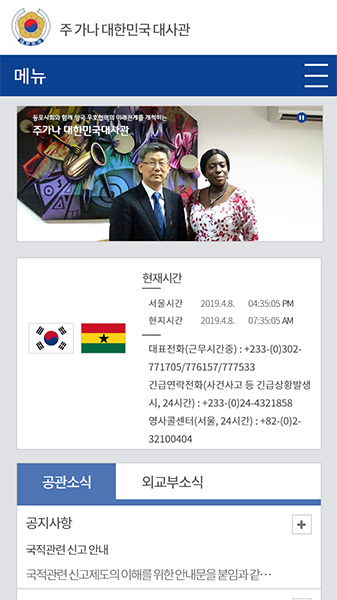 주 가나 대한민국 대사관
메뉴
동포사회와 함께 양국 우호협력의 미래관계를 개척하는
주가나 대한민국대사관
현재시간
서울시간 2019.4.8. 04:35:05 PM
현지시간 2019.4.8. 07:35:05 AM
대표전화(근무시간중) : +233-(0)302-
771705/776157/777533
긴급연락전화(사건사고 등 긴급상황발생
시, 24시간) : +233-(0)24-4321858
영사콜센터(서울, 24시간) : +82-(0)2-
32100404
공관소식 외교부소식
공지사항
국적관련 신고 안내
국적관련 신고제도의 이해를 위한 안내문을 붙임과 같···